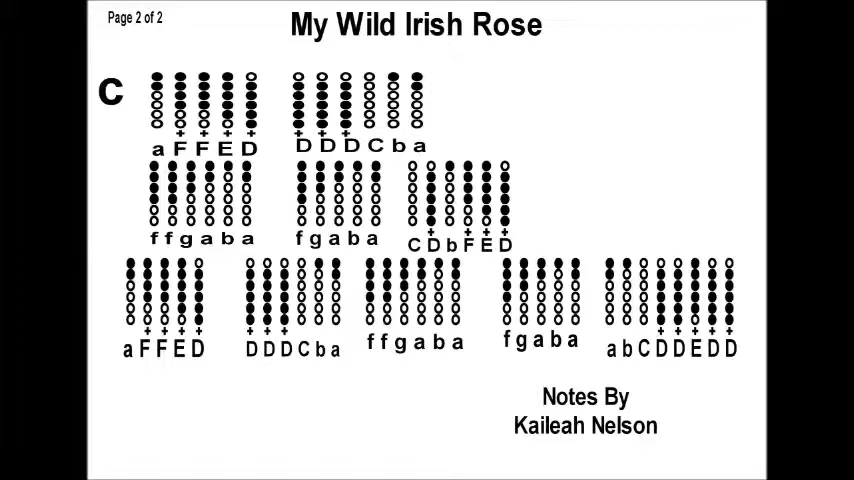 Page 2 of 2
My Wild Irish Rose
C
+ + + + + + +
a F F E D D D D C b a
f f g a b a f g a b a
+ + + +
C D b F E D
+ + + + + + + + + + + +
a F F E D D D D C b a f f g a b a f g a b a a b C D D E D D
Notes By
Kaileah Nelson